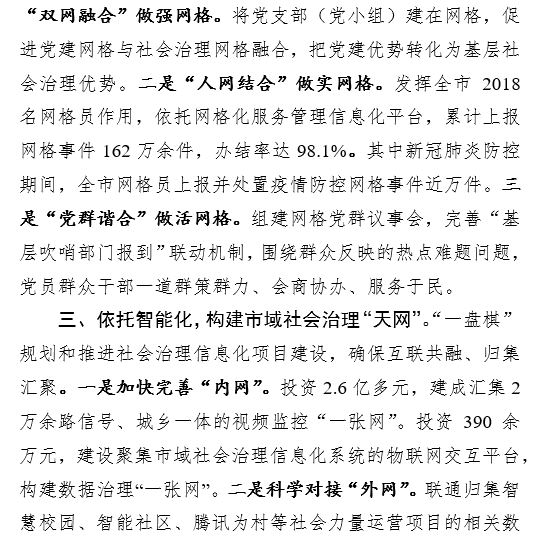 “双网融合”做强网格。将党支部（党小组）建在网格，促
进党建网格与社会治理网格融合，把党建优势转化为基层社
会治理优势。二是“人网结合”做实网格。发挥全市 2018
名网格员作用，依托网格化服务管理信息化平台，累计上报
网格事件 162 万余件，办结率达 98.1%。其中新冠肺炎防控
期间，全市网格员上报并处置疫情防控网格事件近万件。三
是“党群谐合”做活网格。组建网格党群议事会，完善“基
层吹哨部门报到”联动机制，围绕群众反映的热点难题问题，
党员群众干部一道群策群力、会商协办、服务于民。
三、依托智能化，构建市域社会治理“天网”。“一盘棋”
规划和推进社会治理信息化项目建设，确保互联共融、归集
汇聚。一是加快完善“内网”。投资 2.6 亿多元，建成汇集 2
万余路信号、城乡一体的视频监控“一张网”。投资 390 余
万元，建设聚集市域社会治理信息化系统的物联网交互平台，
构建数据治理“一张网”。二是科学对接“外网”。联通归集智
慧校园、智能社区、腾讯为村等社会力量运营项目的相关数